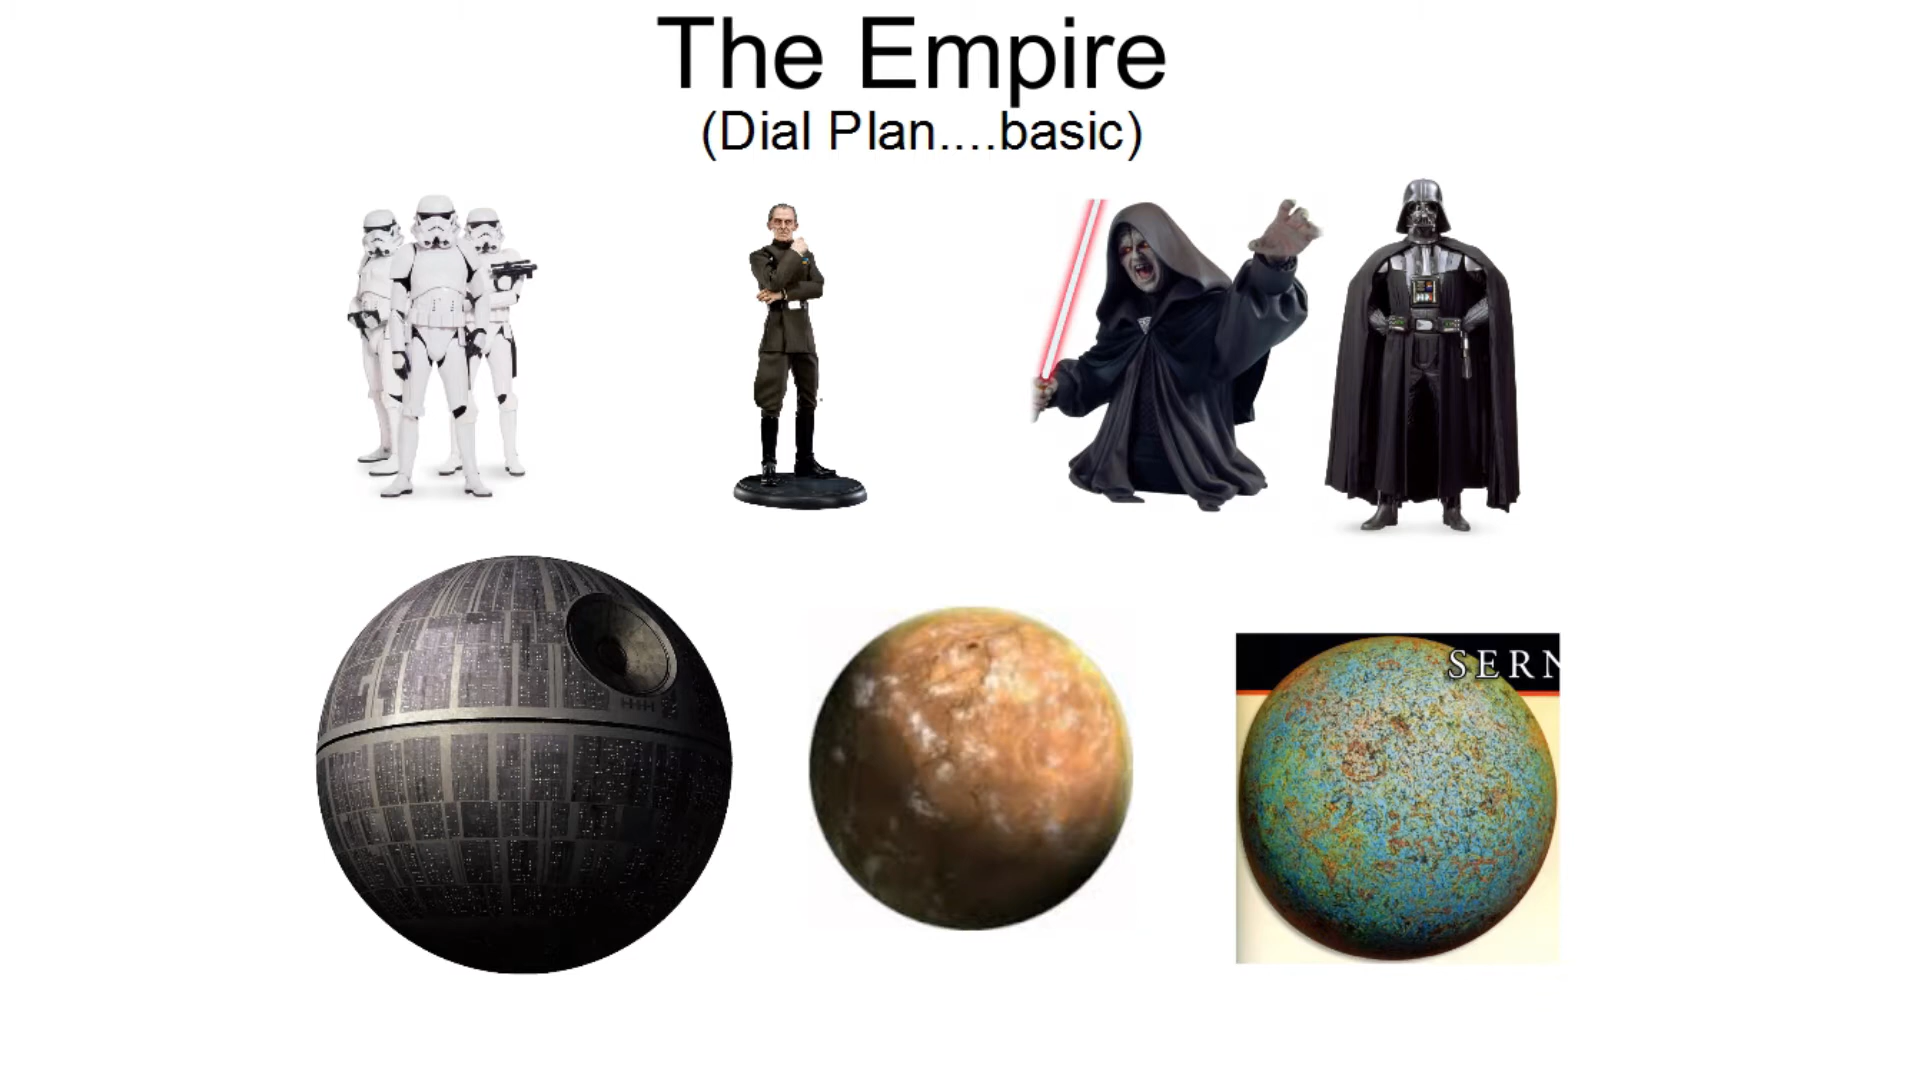 The Empire
(Dial Plan....basic)
SERN